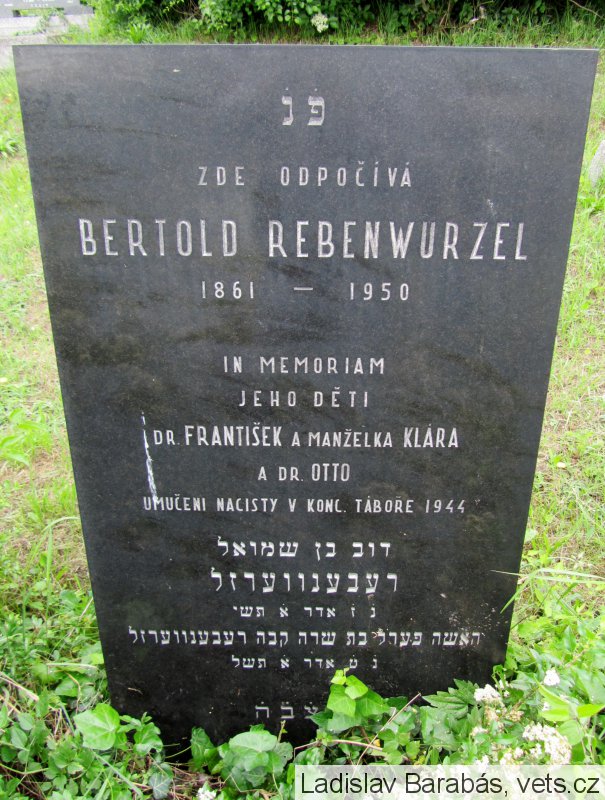 פ נ
ZDE ODPOČÍVÁ
BERTOLD REBENWURZEL
1861 — 1950
IN MEMORIAM
JEHO DĚTI
DR. FRANTIŠEK A MANŽELKA KLÁRA
A DR. OTTO
UMUČENI NACISTY V KONC. TÁBOŘE 1944
דוב בן שמואל
רעבענווערזל
נ ז אדר א תשי
האשה פערל בת שרה קבה רעבענווערזל
נ ט אדר א תשל
צ ב ה
Ladislav Barabás, vets.cz